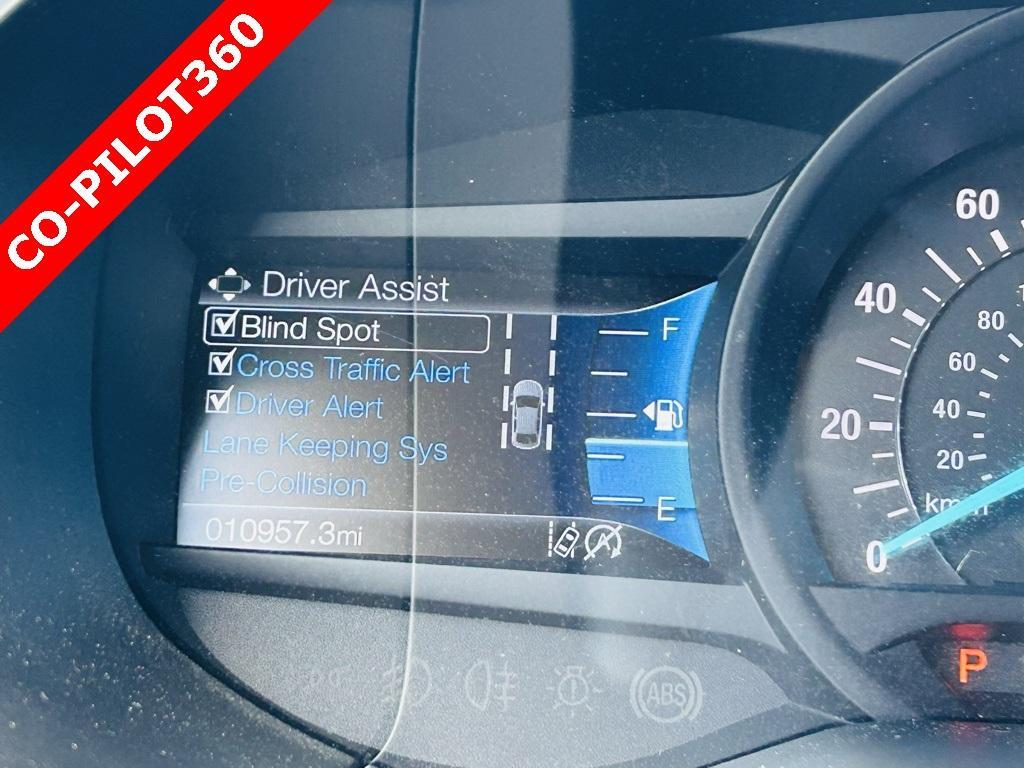 CO-PILOT360
Driver Assist
Blind Spot
Cross Traffic Alert
Driver Alert
Lane Keeping Sys
Pre-Collision
010957.3mi
F
E
A
60
40
20
0
80
60
40
20
P
ABS